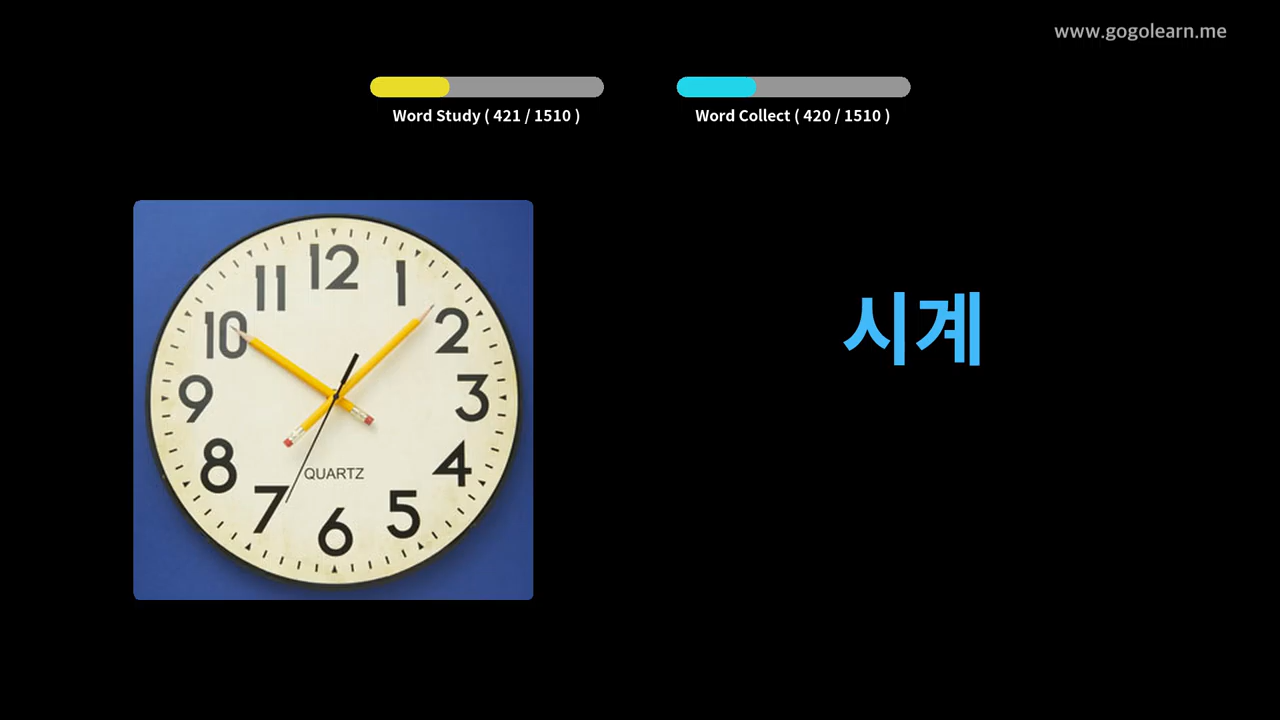 www.gogolearn.me
Word Study ( 421 / 1510 )
Word Collect ( 420 / 1510 )
12
11
1
10
2
9
3
8
4
QUARTZ
7
5
6
시계